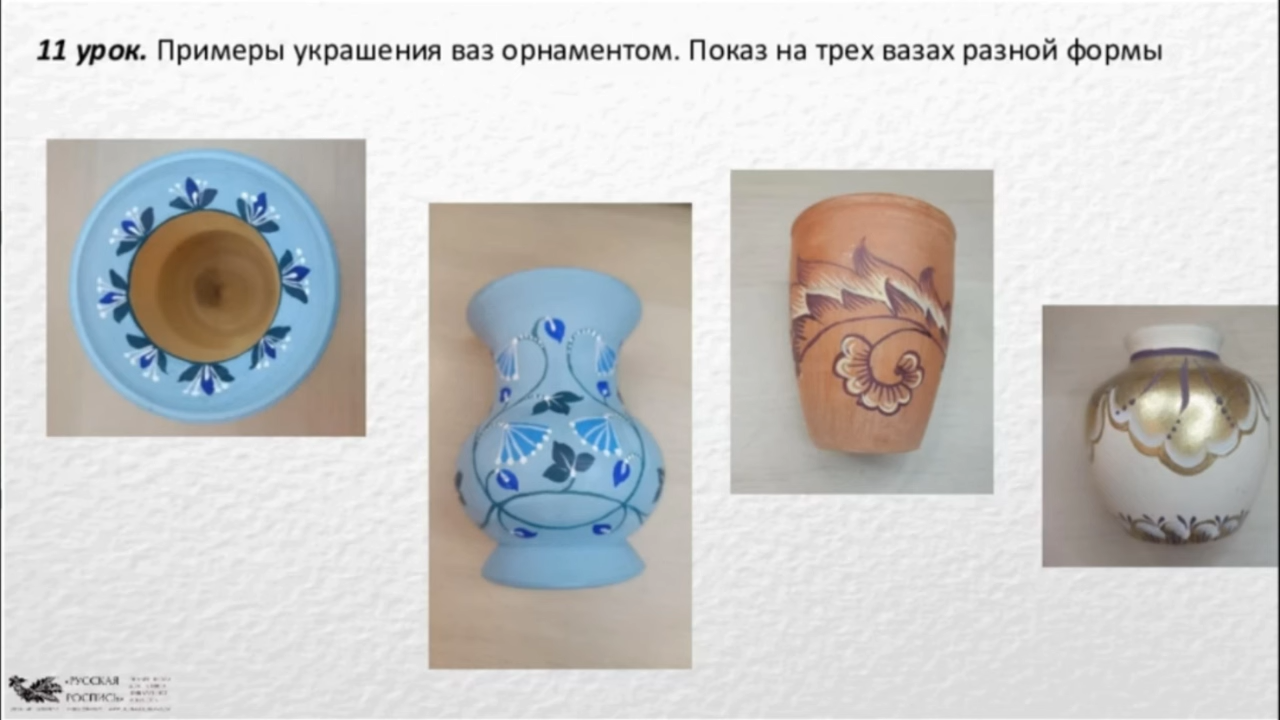 11 урок. Примеры украшения ваз орнаментом. Показ на трех вазах разной формы
«РУССКАЯ
РОСПИСЬ»